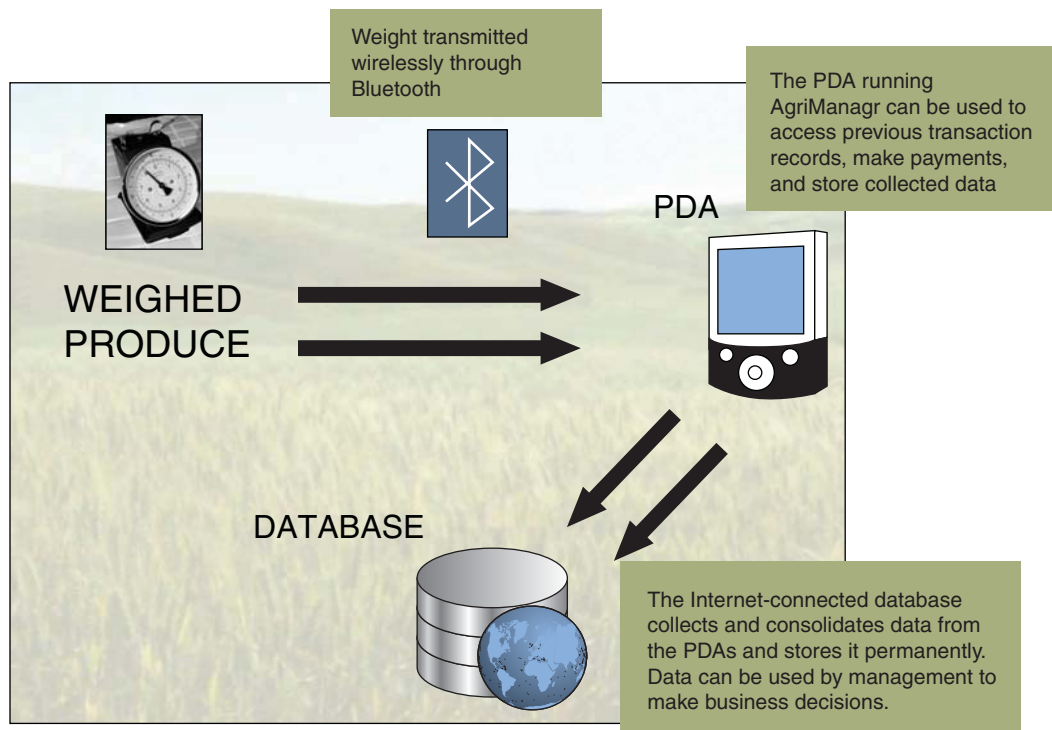 Weight transmitted
wirelessly through
Bluetooth
The PDA running
AgriManagr can be used to
access previous transaction
records, make payments,
and store collected data
PDA
WEIGHED
PRODUCE
DATABASE
The Internet-connected database
collects and consolidates data from
the PDAs and stores it permanently.
Data can be used by management to
make business decisions.